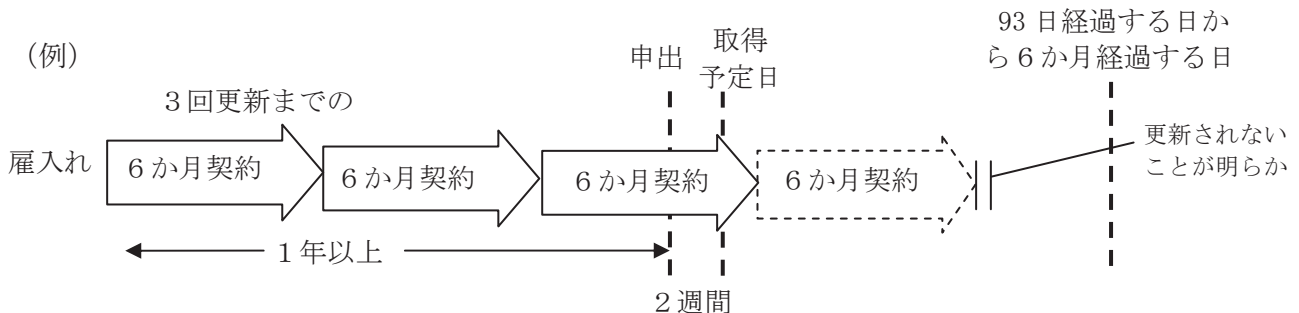 (例)
3回更新までの
雇入れ
6か月契約
6か月契約
6か月契約
6か月契約
申出
取得
予定日
93日経過する日か
ら6か月経過する日
更新されない
ことが明らか
1年以上
2週間